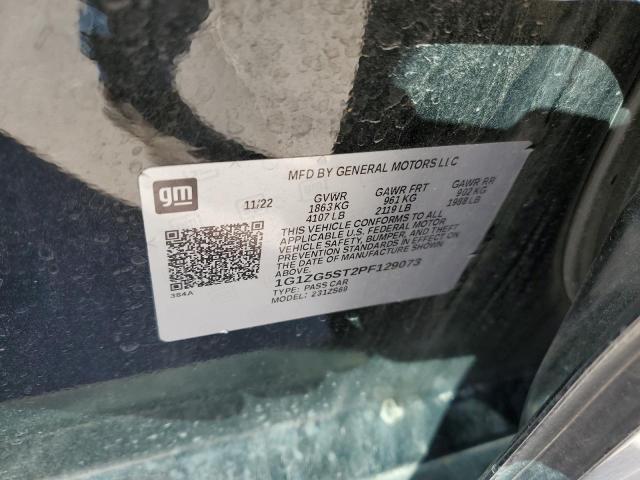 MFD BY GENERAL MOTORS LLC
gm
11/22
GVWR GAWR FRT GAWR RR
1863 KG 961 KG 902 KG
4107 LB 2119 LB 1988 LB
THIS VEHICLE CONFORMS TO ALL
APPLICABLE U.S. FEDERAL MOTOR
VEHICLE SAFETY, BUMPER, AND THEFT
PREVENTION STANDARDS IN EFFECT ON
THE DATE OF MANUFACTURE SHOWN
ABOVE.
1G1ZG5ST2PF129073
TYPE: PASS CAR
MODEL: 231ZS69
384A